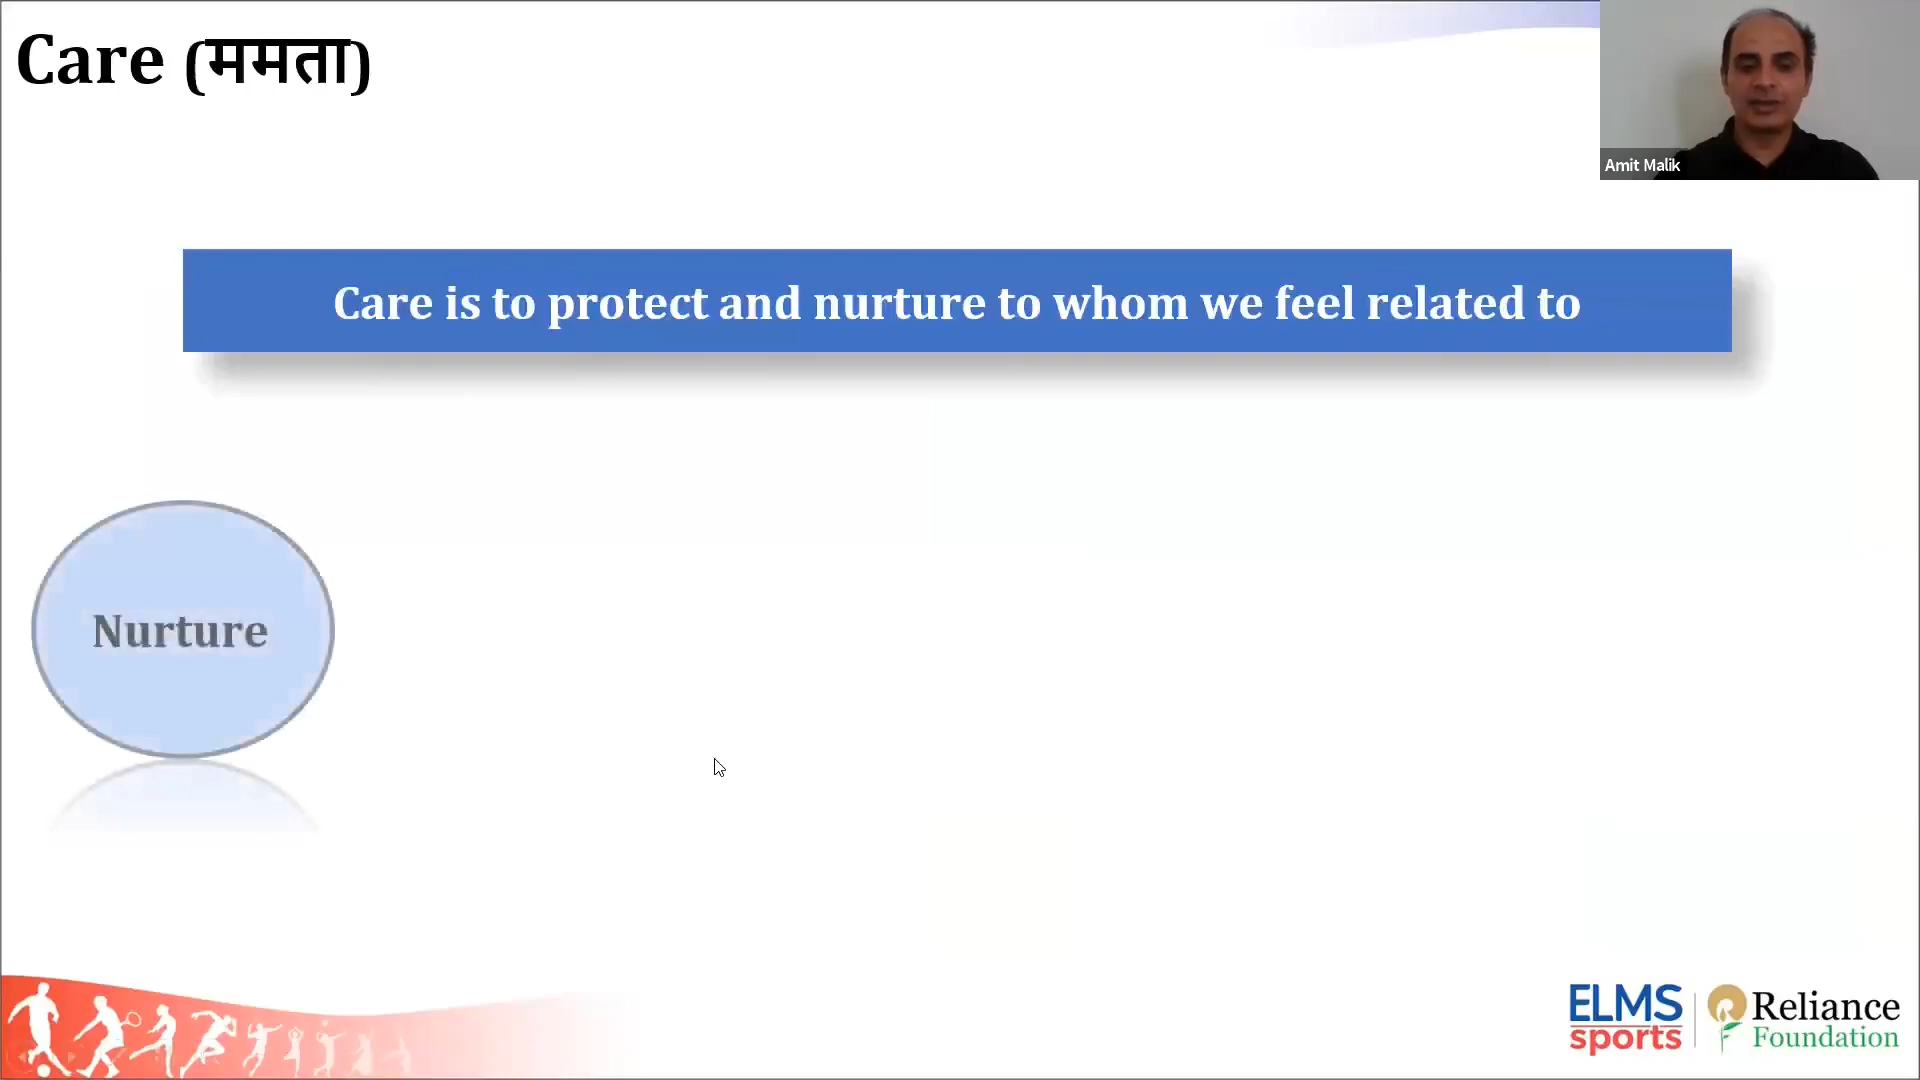 Care (ममता)
Amit Malik
Care is to protect and nurture to whom we feel related to
Nurture
ELMS
sports
Reliance
Foundation